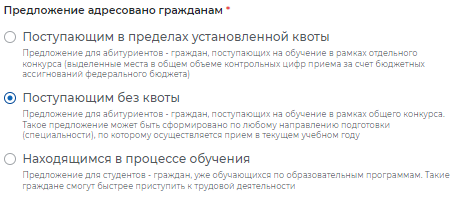 Предложение адресовано гражданам *
Поступающим в пределах установленной квоты
Предложение для абитуриентов - граждан, поступающих на обучение в рамках отдельного
конкурса (выделенные места в общем объеме контрольных цифр приема за счет бюджетных
ассигнований федерального бюджета)
Поступающим без квоты
Предложение для абитуриентов - граждан, поступающих на обучение в рамках общего конкурса.
Такое предложение может быть сформировано по любому направлению подготовки
(специальности), по которому осуществляется прием в текущем учебном году
Находящимся в процессе обучения
Предложение для студентов - граждан, уже обучающихся по образовательным программам. Такие
граждане смогут быстрее приступить к трудовой деятельности